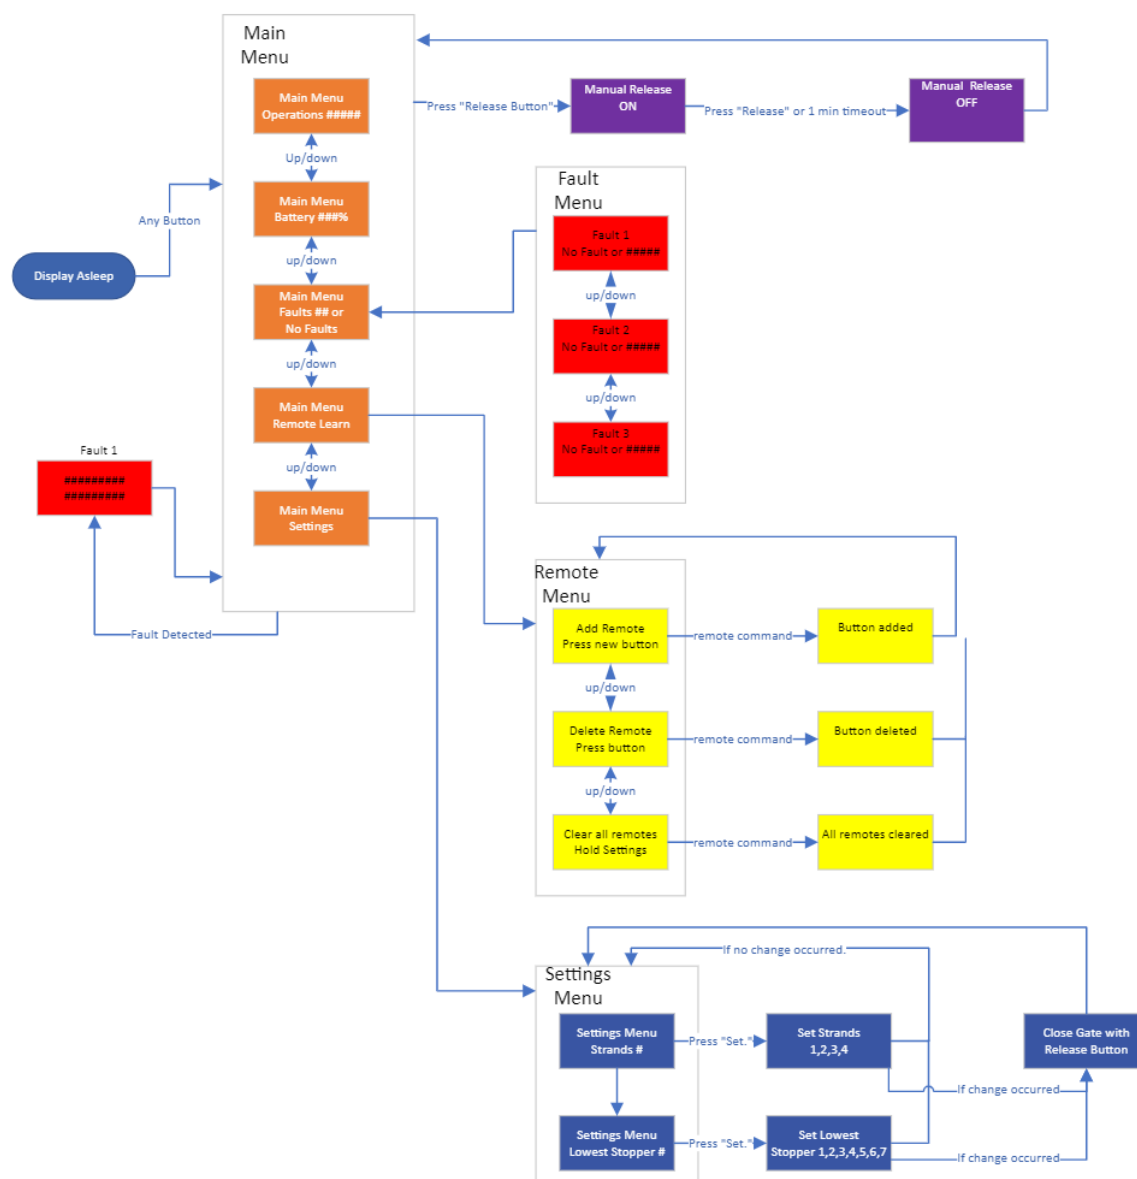 Main
Menu
Main Menu
Operations #####
Up/down
Main Menu
Battery ###%
up/down
Main Menu
Faults ## or
No Faults
up/down
Main Menu
Remote Learn
up/down
Main Menu
Settings
Press "Release Button"
Manual Release
ON
Press "Release" or 1 min timeout
Manual Release
OFF
Any Button
Display Asleep
Fault
Menu
Fault 1
No Fault or #####
up/down
Fault 2
No Fault or #####
up/down
Fault 3
No Fault or #####
Fault 1
#########
#########
Fault Detected
Remote
Menu
Add Remote
Press new button
remote command
Button added
up/down
Delete Remote
Press button
remote command
Button deleted
up/down
Clear all remotes
Hold Settings
remote command
All remotes cleared
If no change occurred.
Settings
Menu
Settings Menu
Strands #
Press "Set."
Set Strands
1,2,3,4
Close Gate with
Release Button
If change occurred
Settings Menu
Lowest Stopper #
Press "Set."
Set Lowest
Stopper 1,2,3,4,5,6,7
If change occurred